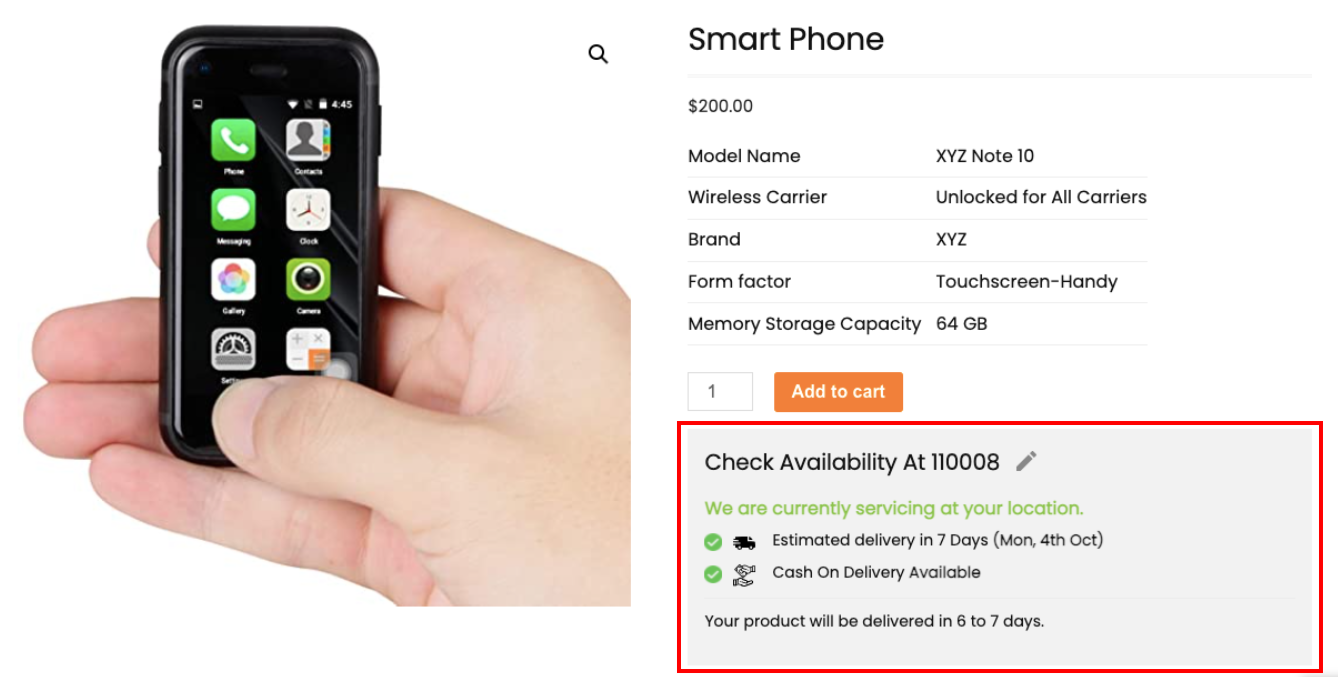 Smart Phone
$200.00
Model Name XYZ Note 10
Wireless Carrier Unlocked for All Carriers
Brand XYZ
Form factor Touchscreen-Handy
Memory Storage Capacity 64 GB
1 Add to cart
Check Availability At 110008
We are currently servicing at your location.
Estimated delivery in 7 Days (Mon, 4th Oct)
Cash On Delivery Available
Your product will be delivered in 6 to 7 days.
4:45
Phone Contacts
Messaging Clock
Gallery Camera